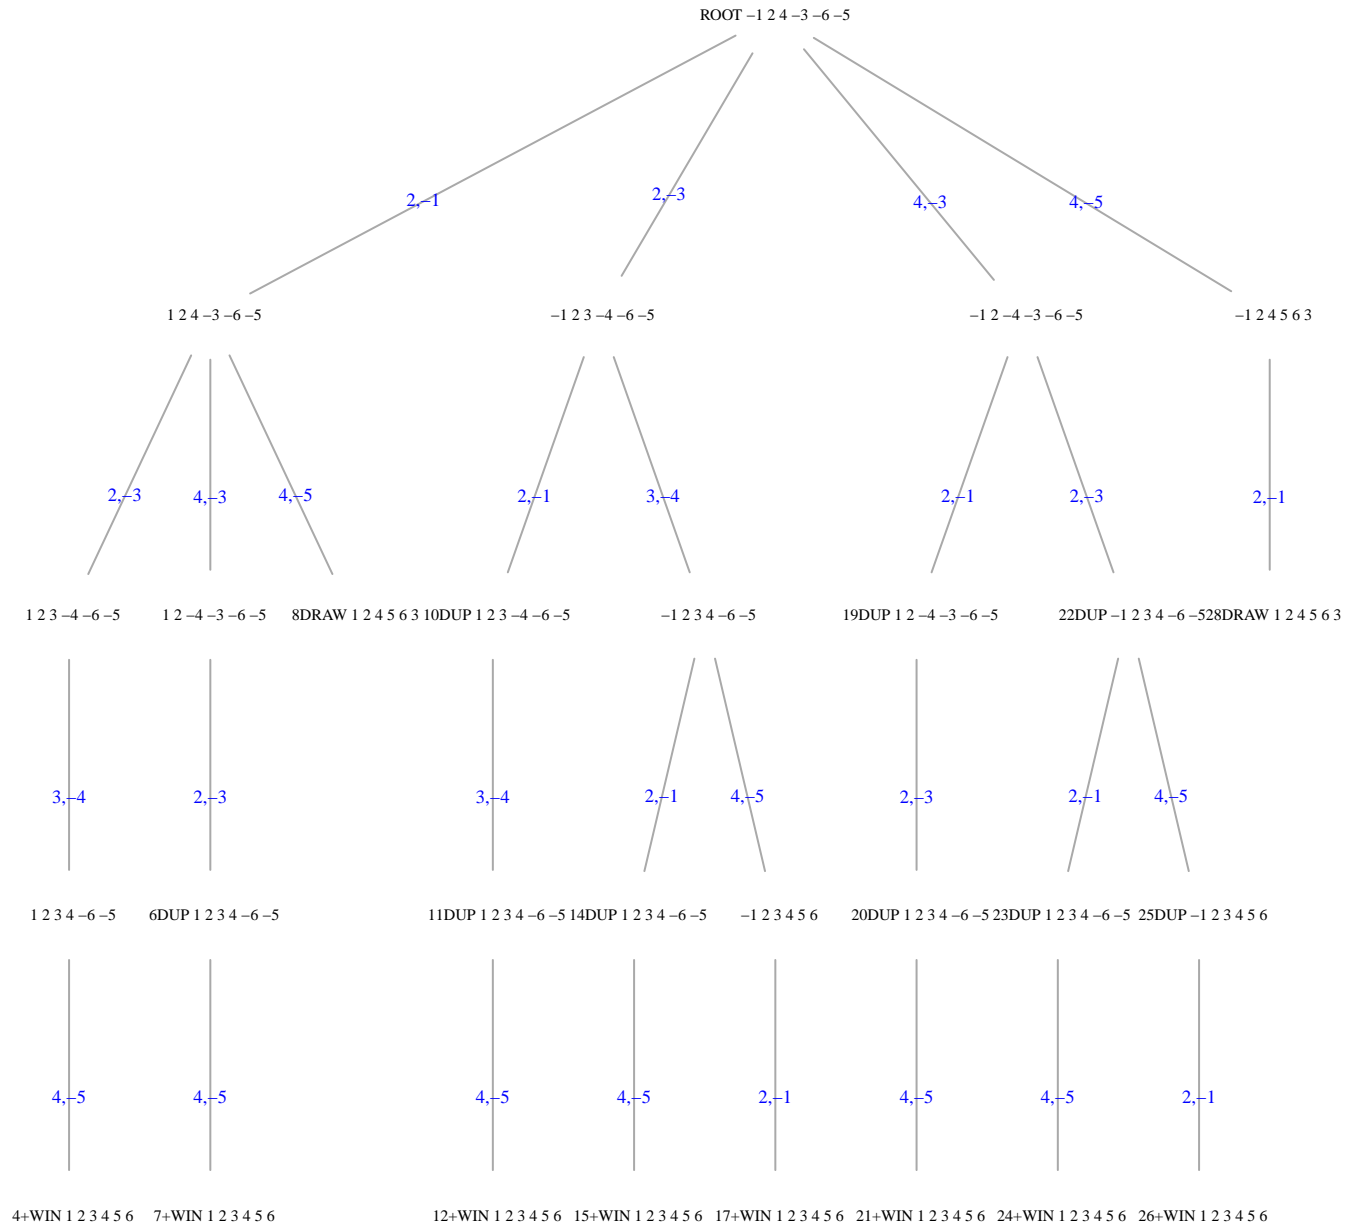 ROOT −1 2 4 −3 −6 −5
2,−1
2,−3
4,−3
4,−5
1 2 4 −3 −6 −5
−1 2 3 −4 −6 −5
−1 2 −4 −3 −6 −5
−1 2 4 5 6 3
2,−3
4,−3
4,−5
2,−1
3,−4
2,−1
2,−3
2,−1
1 2 3 −4 −6 −5
1 2 −4 −3 −6 −5
8DRAW 1 2 4 5 6 3
10DUP 1 2 3 −4 −6 −5
−1 2 3 4 −6 −5
19DUP 1 2 −4 −3 −6 −5
22DUP −1 2 3 4 −6 −5
28DRAW 1 2 4 5 6 3
3,−4
2,−3
3,−4
2,−1
4,−5
2,−3
2,−1
4,−5
1 2 3 4 −6 −5
6DUP 1 2 3 4 −6 −5
11DUP 1 2 3 4 −6 −5
14DUP 1 2 3 4 −6 −5
−1 2 3 4 5 6
20DUP 1 2 3 4 −6 −5
23DUP 1 2 3 4 −6 −5
25DUP −1 2 3 4 5 6
4,−5
4,−5
4,−5
4,−5
2,−1
4,−5
4,−5
2,−1
4+WIN 1 2 3 4 5 6
7+WIN 1 2 3 4 5 6
12+WIN 1 2 3 4 5 6
15+WIN 1 2 3 4 5 6
17+WIN 1 2 3 4 5 6
21+WIN 1 2 3 4 5 6
24+WIN 1 2 3 4 5 6
26+WIN 1 2 3 4 5 6